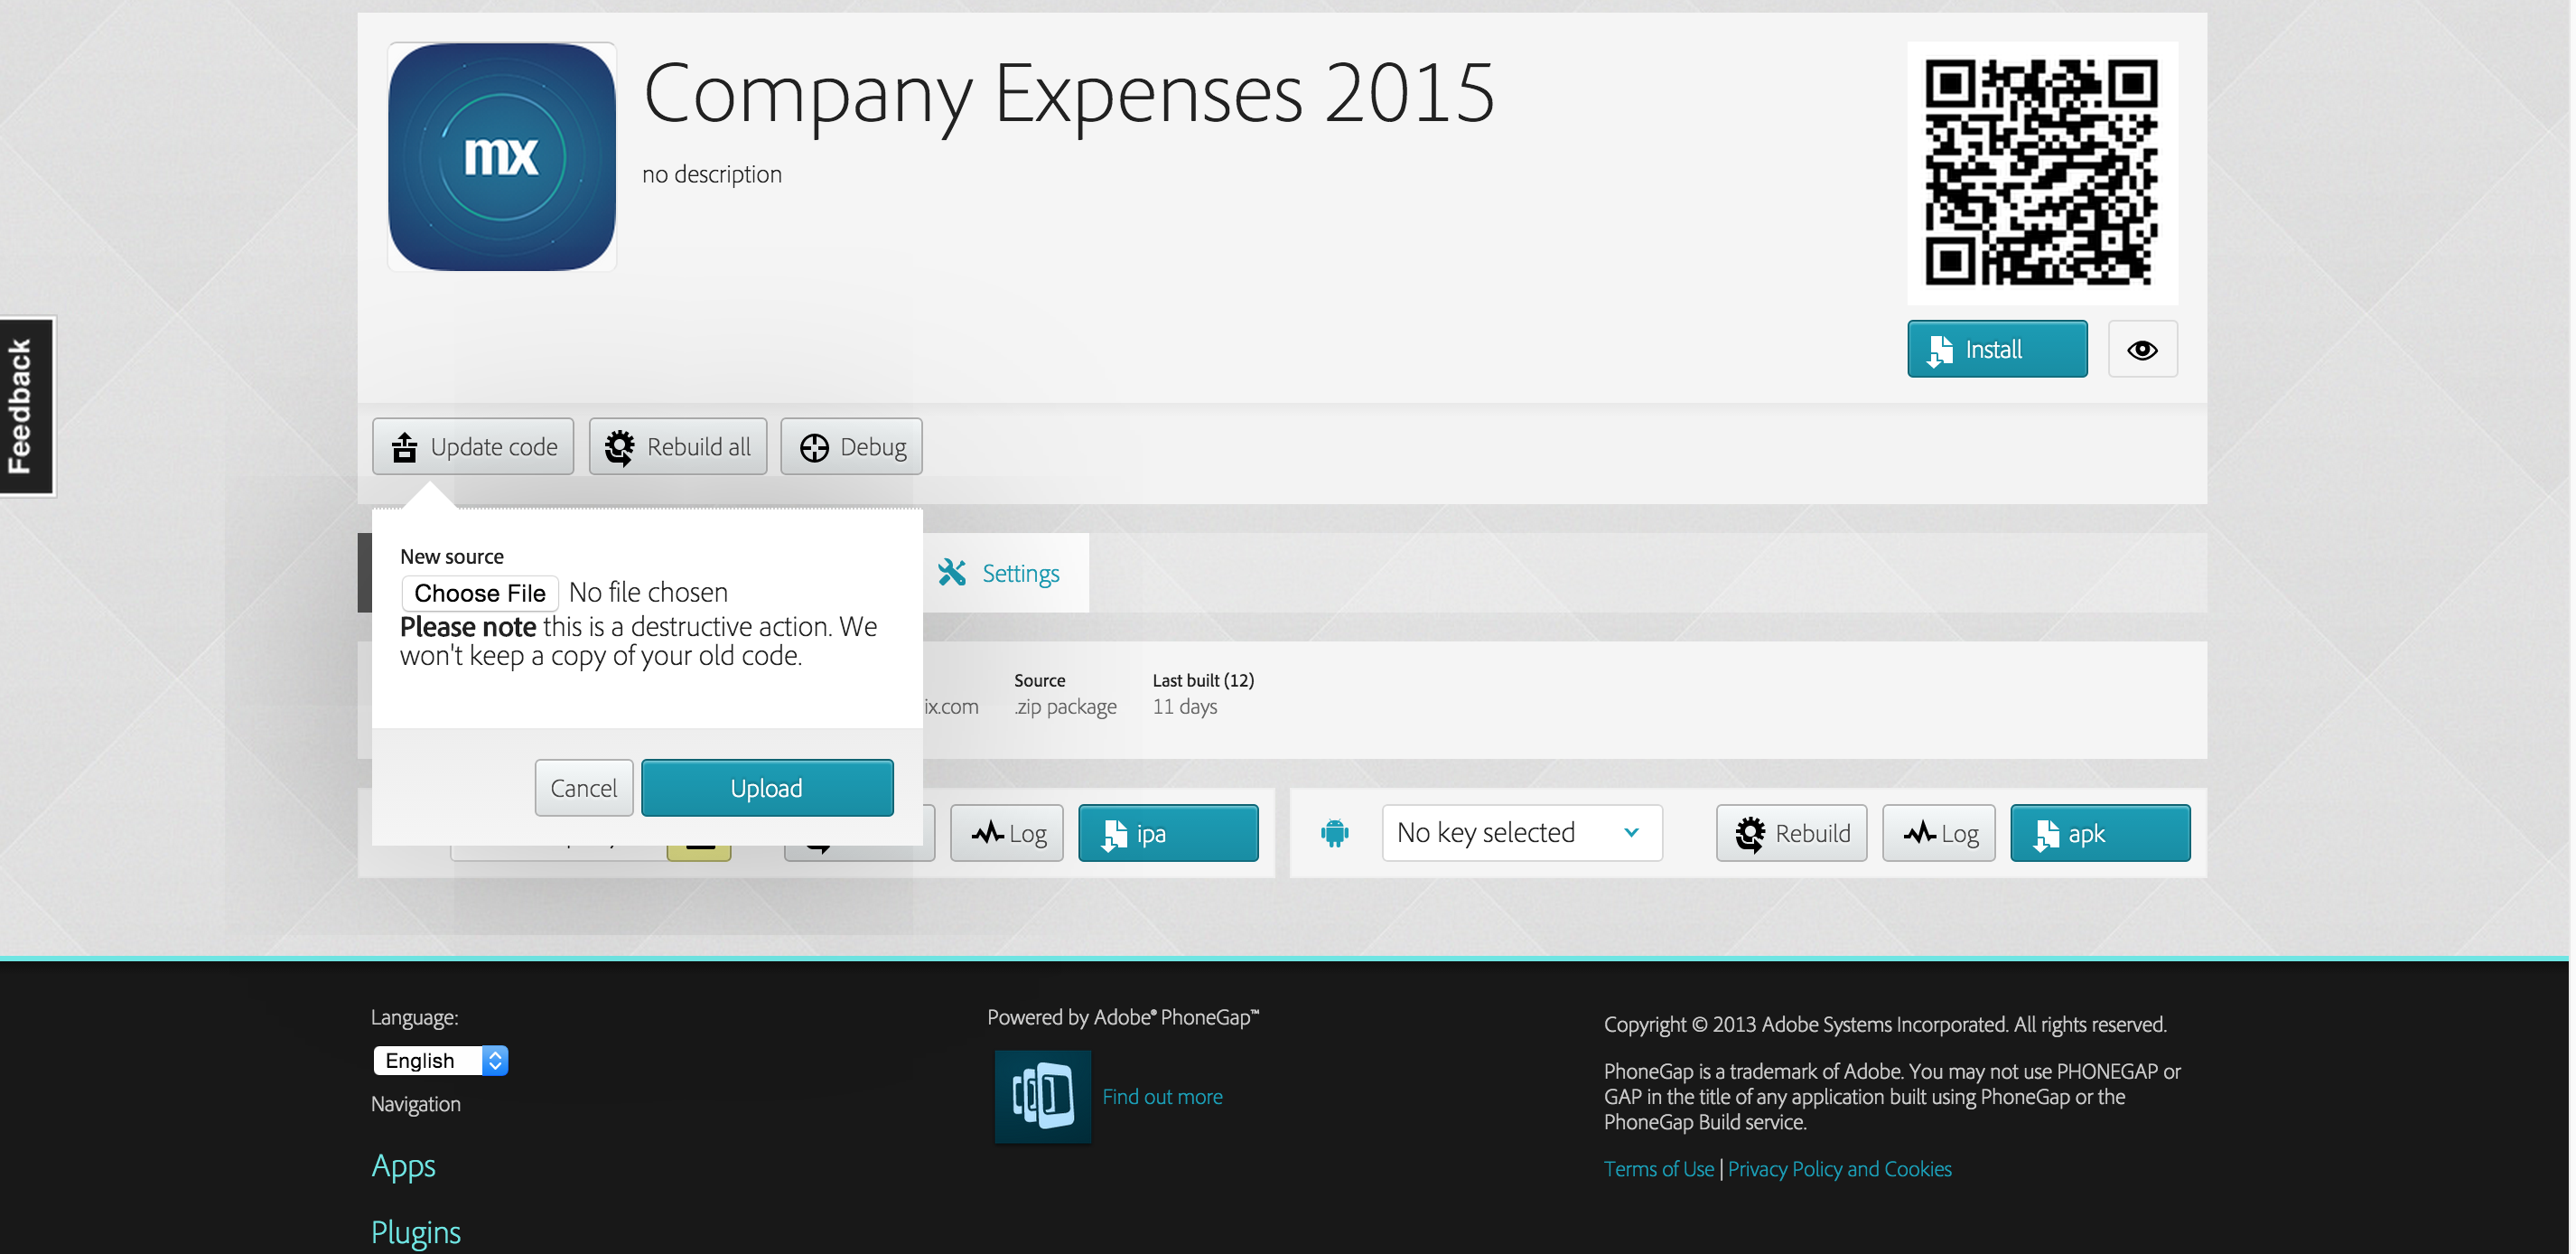 mx
Company Expenses 2015
no description
Install
Feedback
Update code
Rebuild all
Debug
New source
Choose File No file chosen
Please note this is a destructive action. We
won't keep a copy of your old code.
Cancel
Upload
Settings
ix.com
Source
.zip package
Last built (12)
11 days
Log
ipa
No key selected
Rebuild
Log
apk
Language:
English
Navigation
Apps
Plugins
Powered by Adobe® PhoneGap™
Find out more
Copyright © 2013 Adobe Systems Incorporated. All rights reserved.
PhoneGap is a trademark of Adobe. You may not use PHONEGAP or
GAP in the title of any application built using PhoneGap or the
PhoneGap Build service.
Terms of Use | Privacy Policy and Cookies